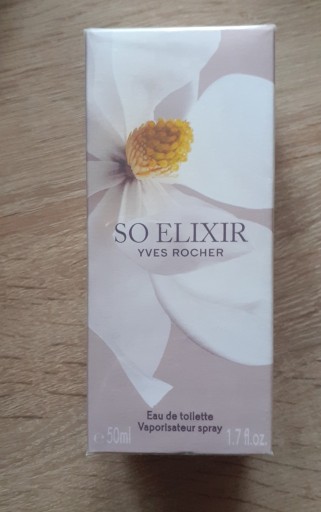 SO ELIXIR
YVES ROCHER
Eau de toilette
Vaporisateur spray
e 50ml 1.7 fl.oz.